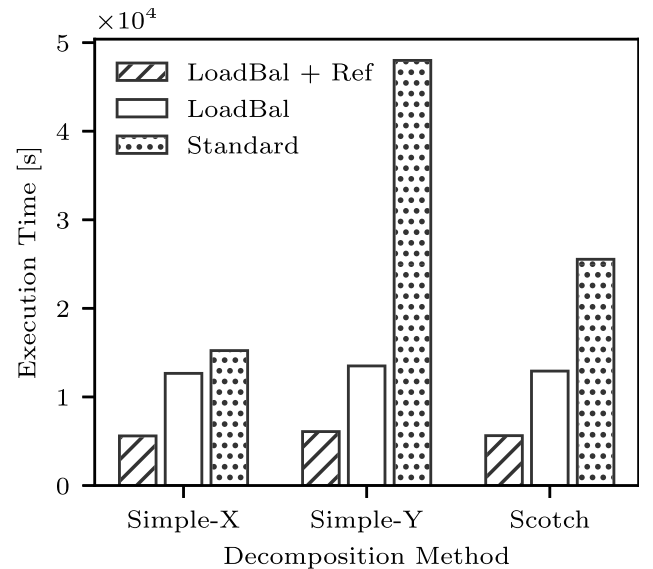 ×10⁴
5
4
3
2
1
0
Execution Time [s]
LoadBal + Ref
LoadBal
Standard
Simple-X
Simple-Y
Scotch
Decomposition Method